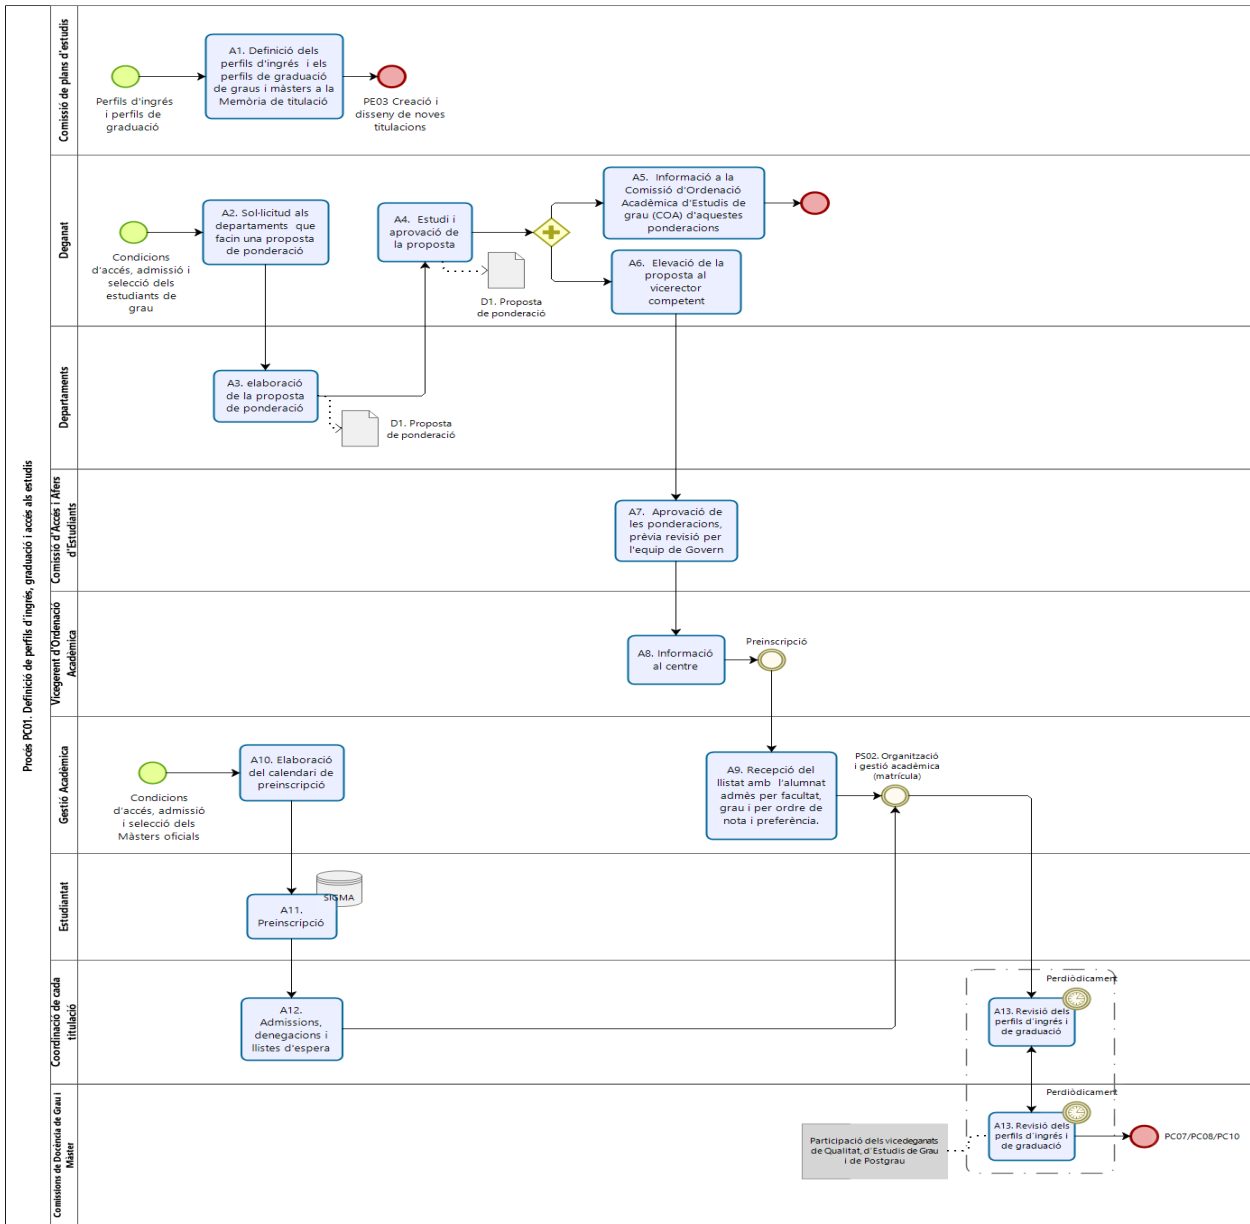 Procés PC01. Definició de perfils d'ingrés, graduació i accés als estudis
Comissió de plans d'estudis
Perfils d'ingrés
i perfils de
graduació
A1. Definició dels
perfils d'ingrés i els
perfils de graduació
de graus i màsters a la
Memòria de titulació
PE03 Creació i
disseny de noves
titulacions
Deganat
Condicions
d'accés, admissió i
selecció dels
estudiants de
grau
A2. Sol·licitud als
departaments que
facin una proposta
de ponderació
A4. Estudi i
aprovació de
la proposta
D1. Proposta
de ponderació
A5. Informació a la
Comissió d'Ordenació
Acadèmica d'Estudis de
grau (COA) d'aquestes
ponderacions
A6. Elevació de la
proposta al
vicerector
competent
Departaments
A3. elaboració
de la proposta
de ponderació
D1. Proposta
de ponderació
Comissió d'Accés i Afers
d'Estudiants
A7. Aprovació de
les ponderacions,
prèvia revisió per
l'equip de Govern
Vicegerent d'Ordenació
Acadèmica
A8. Informació
al centre
Preinscripció
Gestió Acadèmica
Condicions
d'accés, admissió
i selecció dels
Màsters oficials
A10. Elaboració
del calendari de
preinscripció
A9. Recepció del
llistat amb l'alumnat
admès per facultat,
grau i per ordre de
nota i preferència.
PS02. Organització
i gestió acadèmica
(matrícula)
Estudiantat
SIGMA
A11.
Preinscripció
Coordinació de cada
titulació
A12.
Admissions,
denegacions i
llistes d'espera
Perdiòdicament
A13. Revisió dels
perfils d'ingrés i
de graduació
Comissions de Docència de Grau i
Màster
Participació dels vicedeganats
de Qualitat, d'Estudis de Grau
i de Postgrau
Perdiòdicament
A13. Revisió dels
perfils d'ingrés i
de graduació
PC07/PC08/PC10